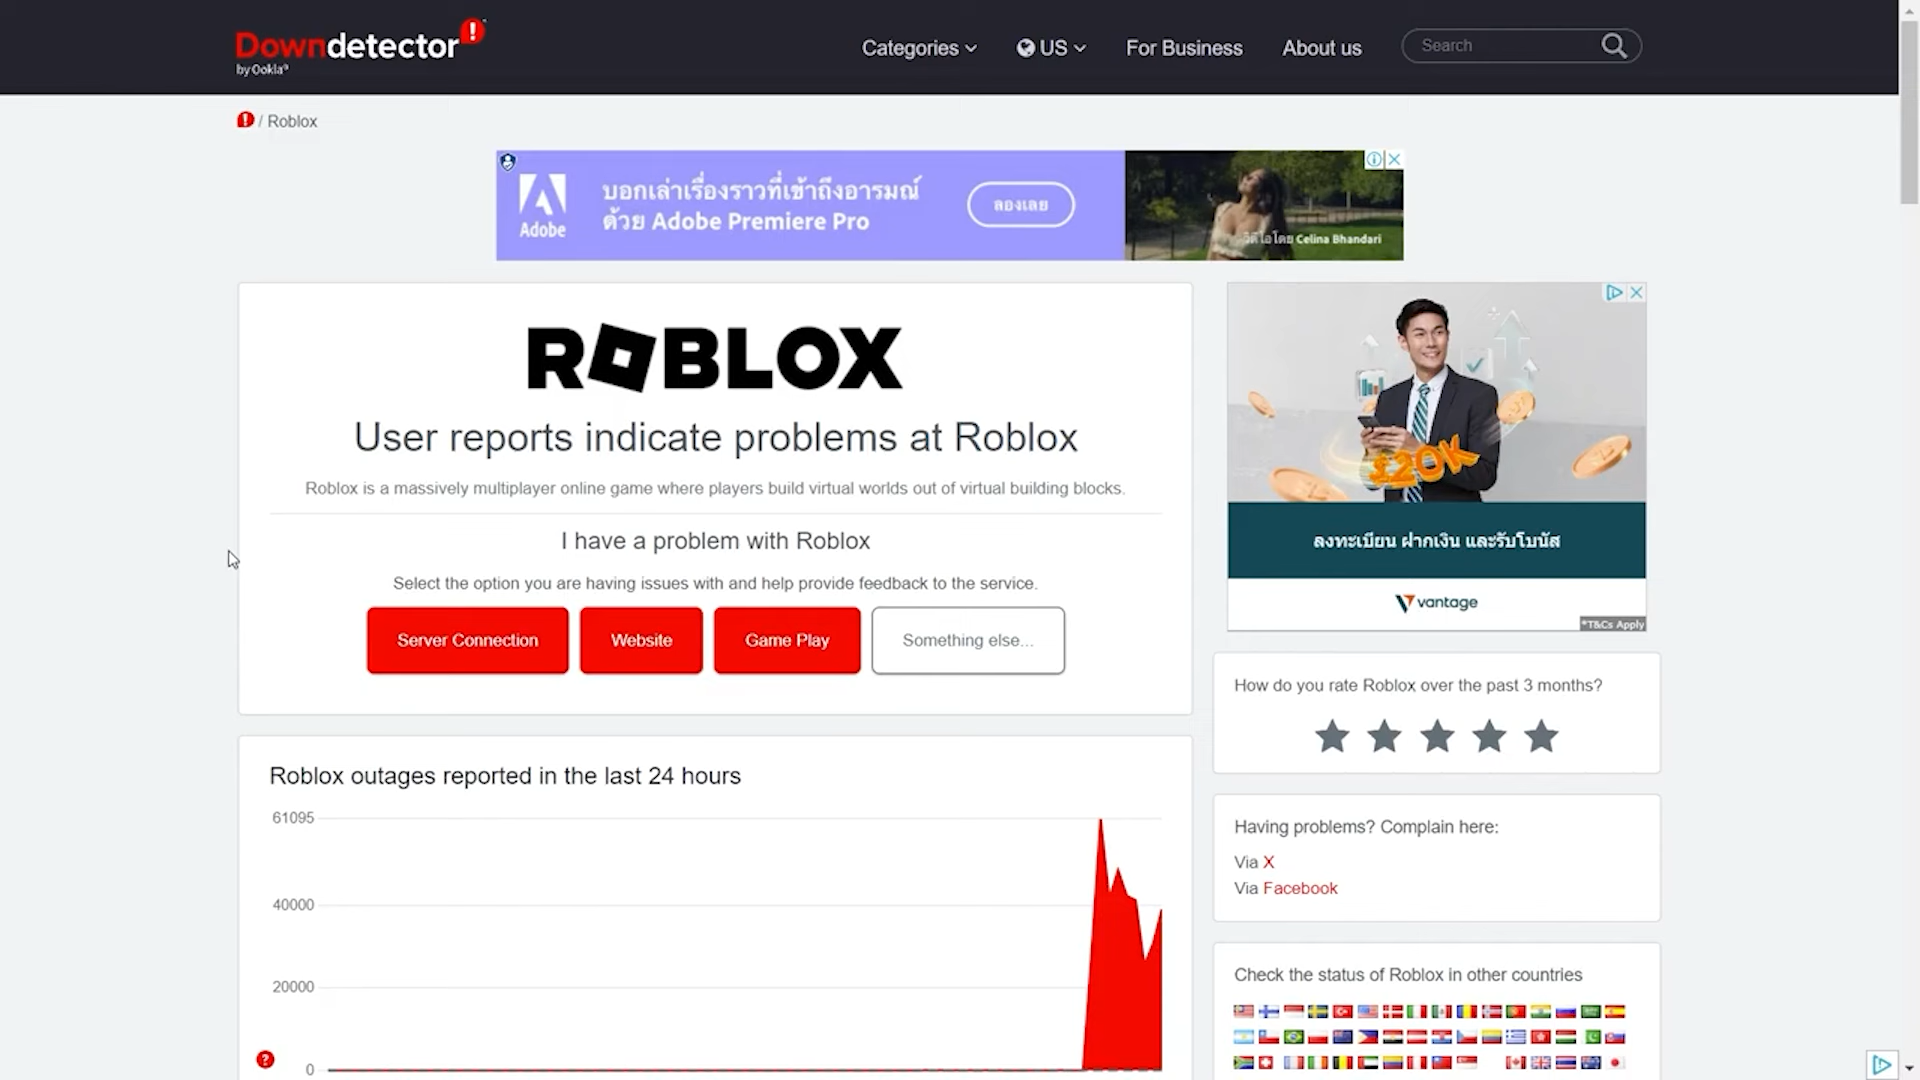 Downdetector
by Ookla
Categories
US
For Business
About us
Search
/ Roblox
Adobe
บอกเล่าเรื่องราวที่เข้าถึงอารมณ์
ด้วย Adobe Premiere Pro
ลองเลย
วิดีโอโดย Celina Bhandari
ROBLOX
User reports indicate problems at Roblox
Roblox is a massively multiplayer online game where players build virtual worlds out of virtual building blocks.
I have a problem with Roblox
Select the option you are having issues with and help provide feedback to the service.
Server Connection
Website
Game Play
Something else...
£20K
ลงทะเบียน ฝากเงิน และรับโบนัส
vantage
*T&Cs Apply
How do you rate Roblox over the past 3 months?
Having problems? Complain here:
Via X
Via Facebook
Check the status of Roblox in other countries
Roblox outages reported in the last 24 hours
61095
40000
20000
0
?